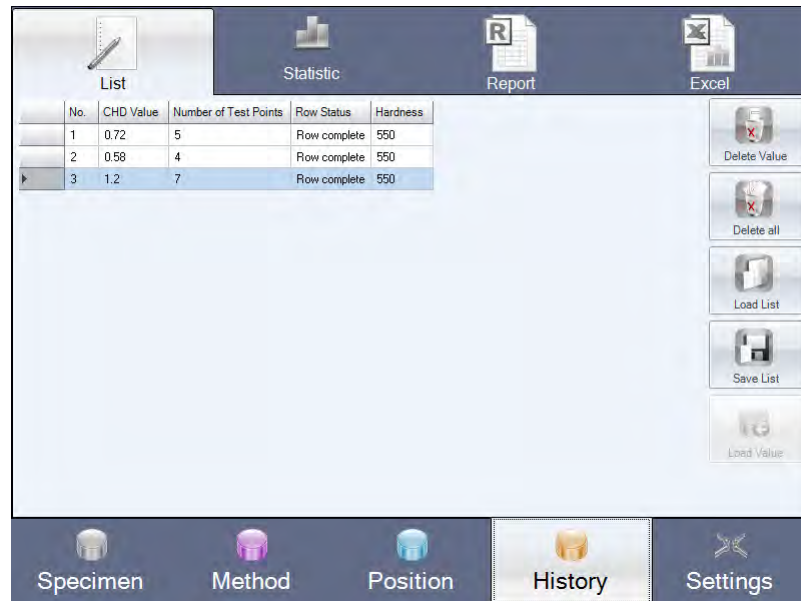 List
Statistic
Report
Excel
No. CHD Value Number of Test Points Row Status Hardness
1 0.72 5 Row complete 550
2 0.58 4 Row complete 550
3 1.2 7 Row complete 550
Delete Value
Delete all
Load List
Save List
Load Value
Specimen
Method
Position
History
Settings